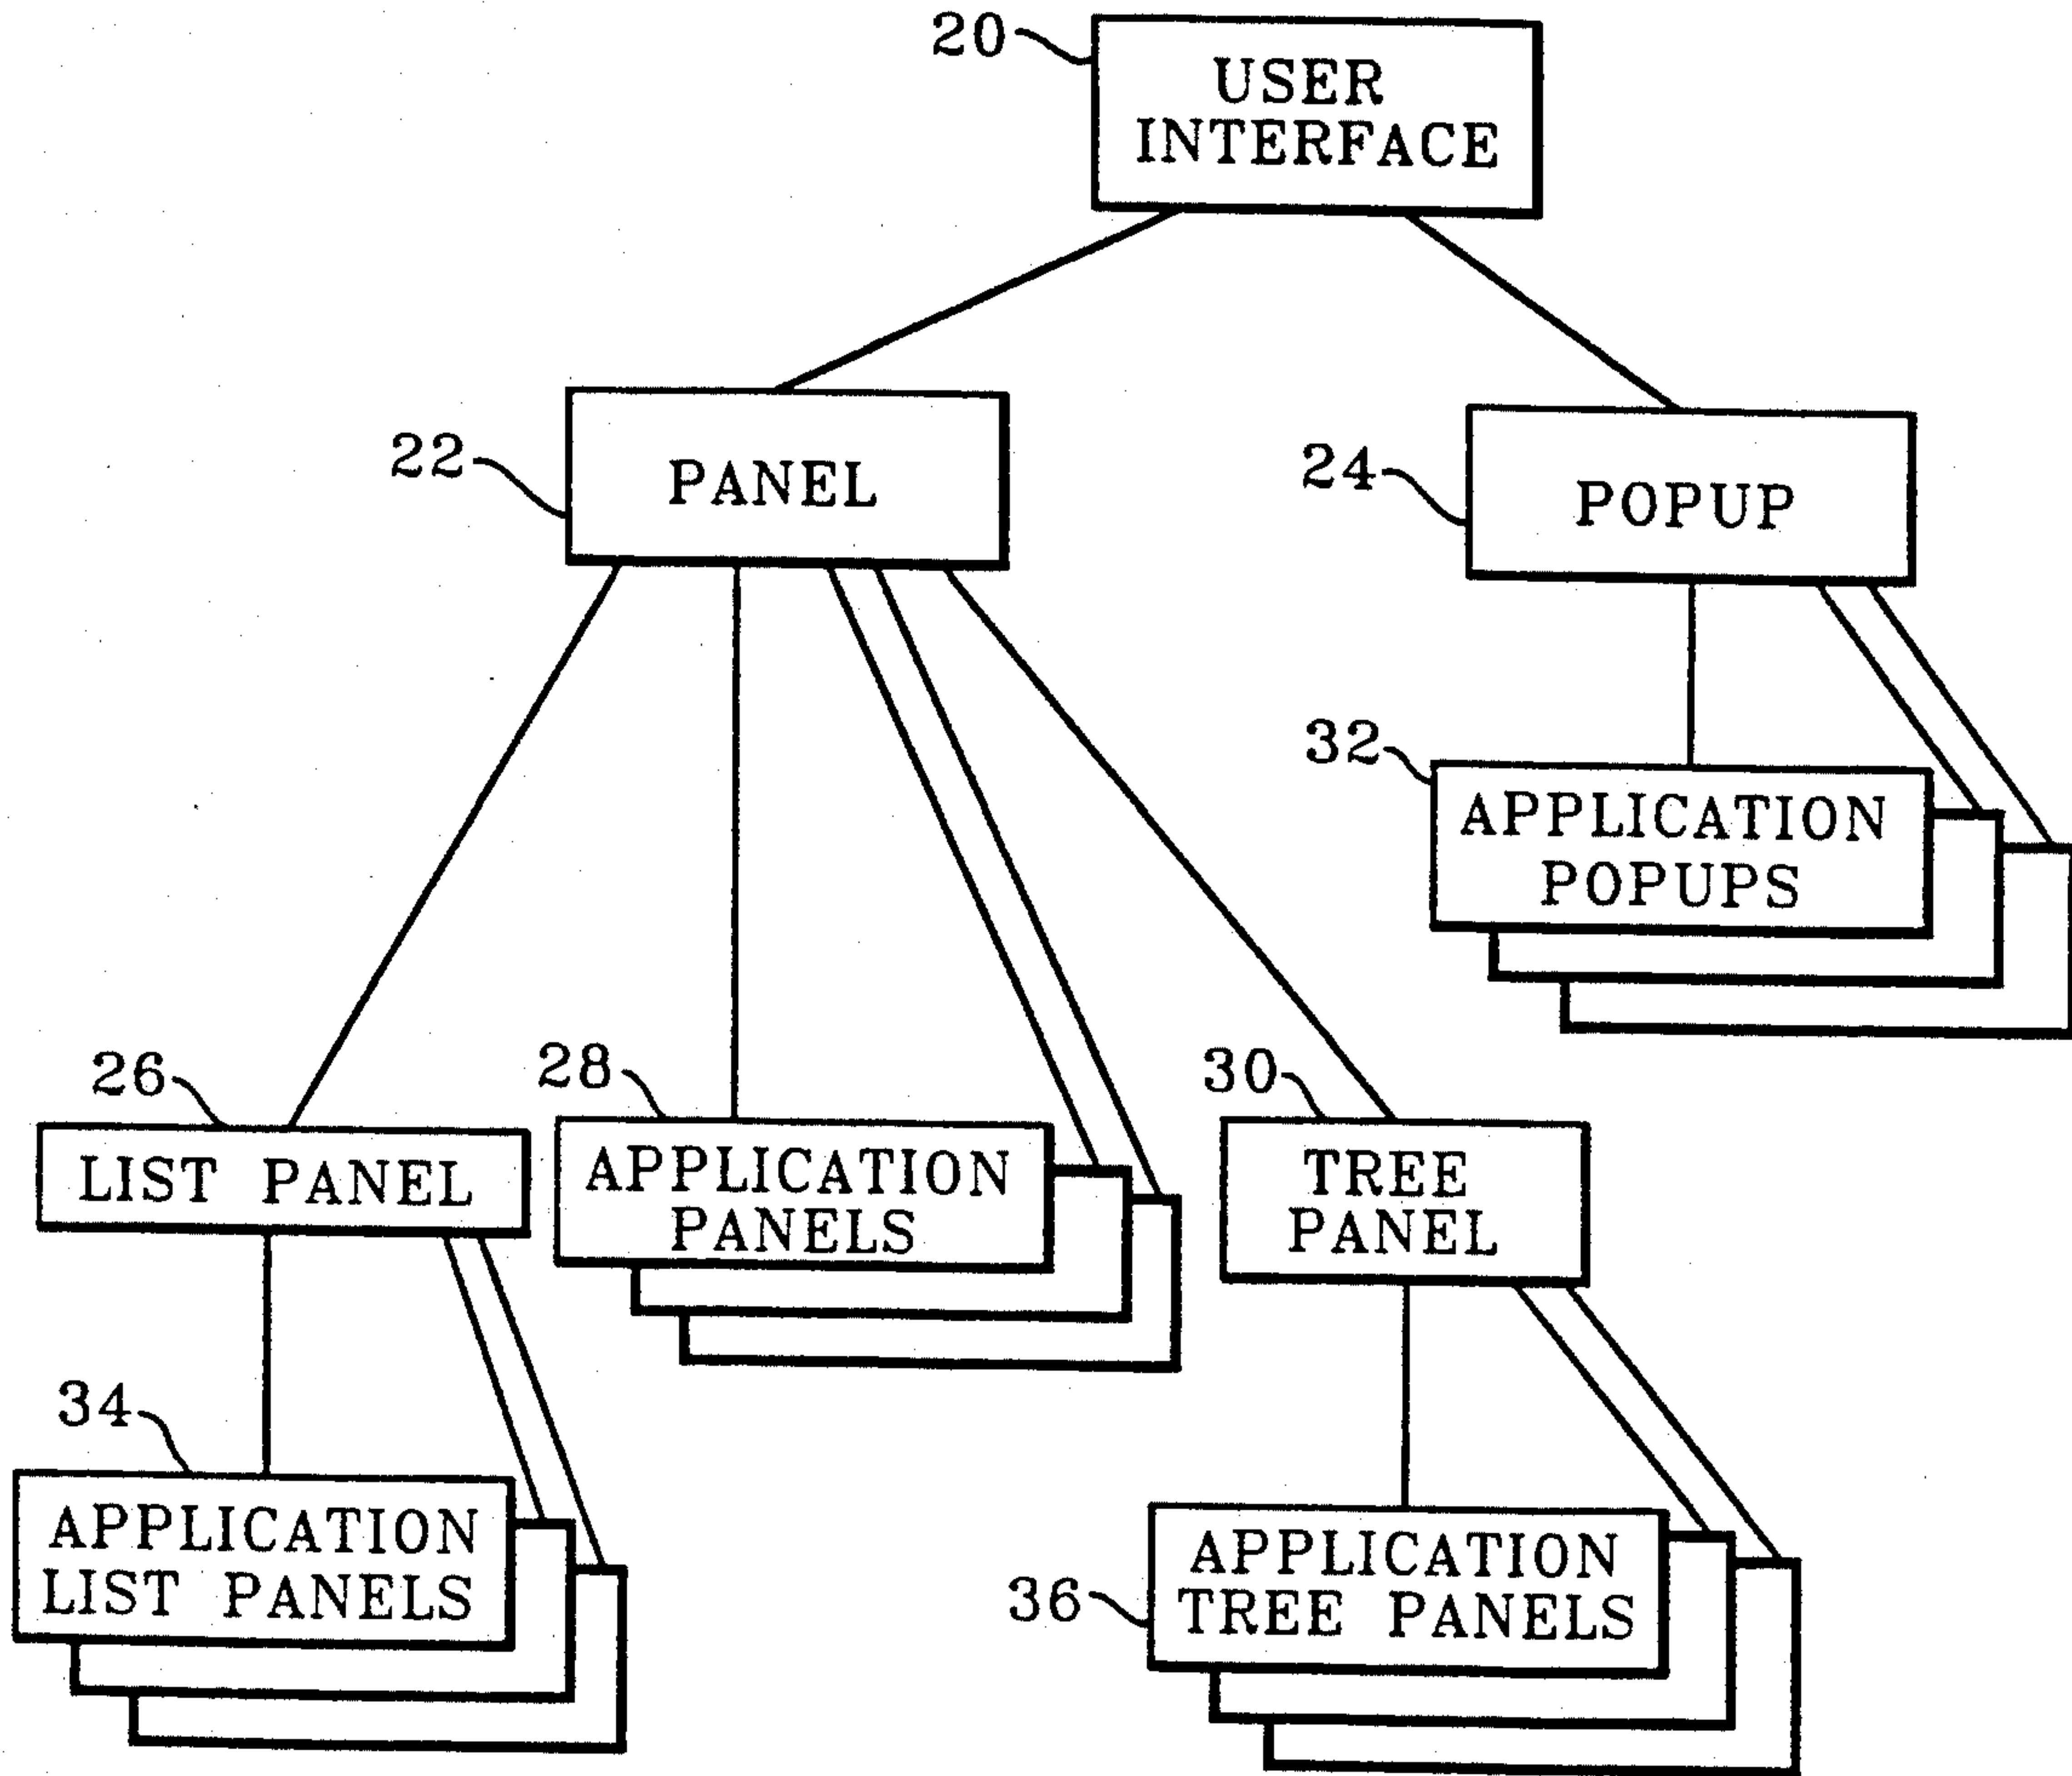 20
USER
INTERFACE
22
PANEL
24
POPUP
32
APPLICATION
POPUPS
26
LIST PANEL
28
APPLICATION
PANELS
30
TREE
PANEL
34
APPLICATION
LIST PANELS
36
APPLICATION
TREE PANELS